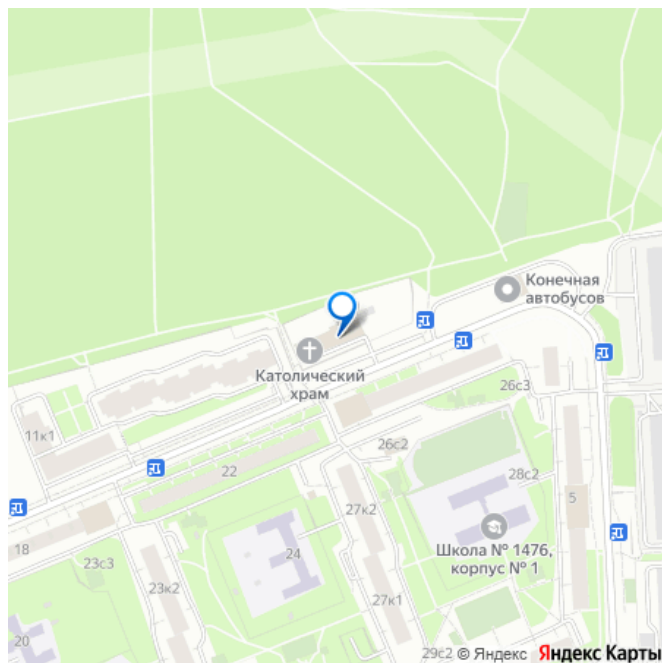 Конечная
автобусов
Католический
храм
26с3
11к1
26с2
22
28с2
5
27к2
18
24
Школа № 1476,
корпус № 1
23с3
23к2
27к1
20
29с2
© Яндекс Яндекс Карты